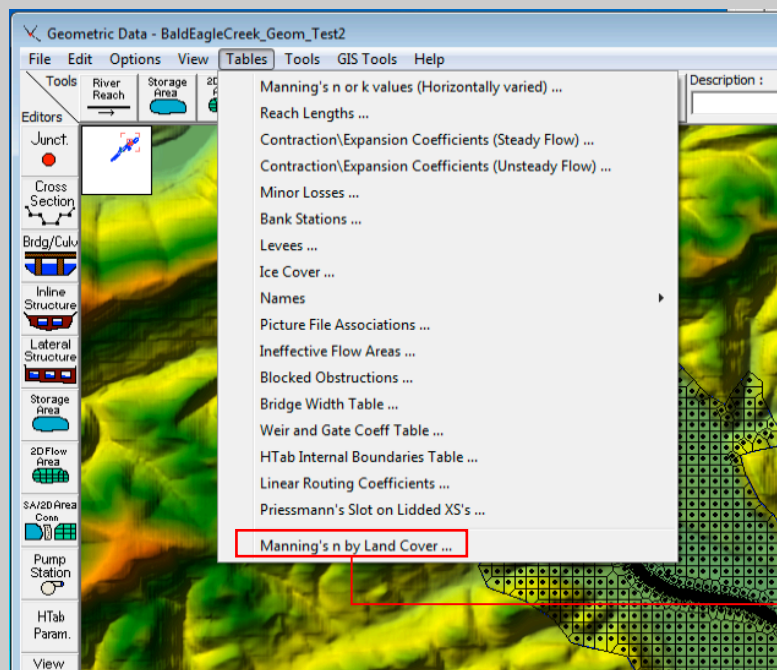 Geometric Data - BaldEagleCreek_Geom_Test2
File Edit Options View Tables Tools GIS Tools Help
Tools
Editors
River
Reach
Storage
Area
Description :
Manning's n or k values (Horizontally varied) ...
Reach Lengths ...
Contraction\Expansion Coefficients (Steady Flow) ...
Contraction\Expansion Coefficients (Unsteady Flow) ...
Minor Losses ...
Bank Stations ...
Levees ...
Ice Cover ...
Names
Picture File Associations ...
Ineffective Flow Areas ...
Blocked Obstructions ...
Bridge Width Table ...
Weir and Gate Coeff Table ...
HTab Internal Boundaries Table ...
Linear Routing Coefficients ...
Priessmann's Slot on Lidded XS's ...
Manning's n by Land Cover ...
Junct.
Cross
Section
Brdg/Culv
Inline
Structure
Lateral
Structure
Storage
Area
2D Flow
Area
SA/2D Area
Conn
Pump
Station
HTab
Param.
View